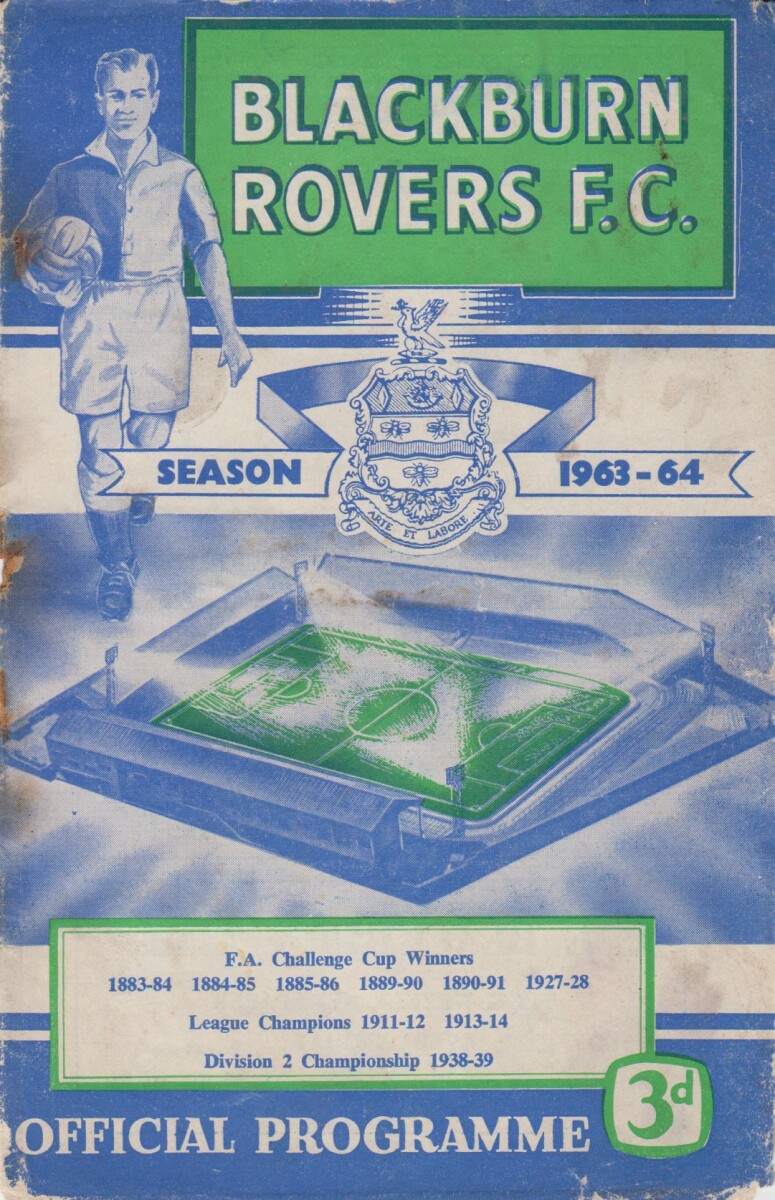 BLACKBURN
ROVERS F.C.
SEASON 1963-64
ARTE ET LABORE
F.A. Challenge Cup Winners
1883-84 1884-85 1885-86 1889-90 1890-91 1927-28
League Champions 1911-12 1913-14
Division 2 Championship 1938-39
3d
OFFICIAL PROGRAMME